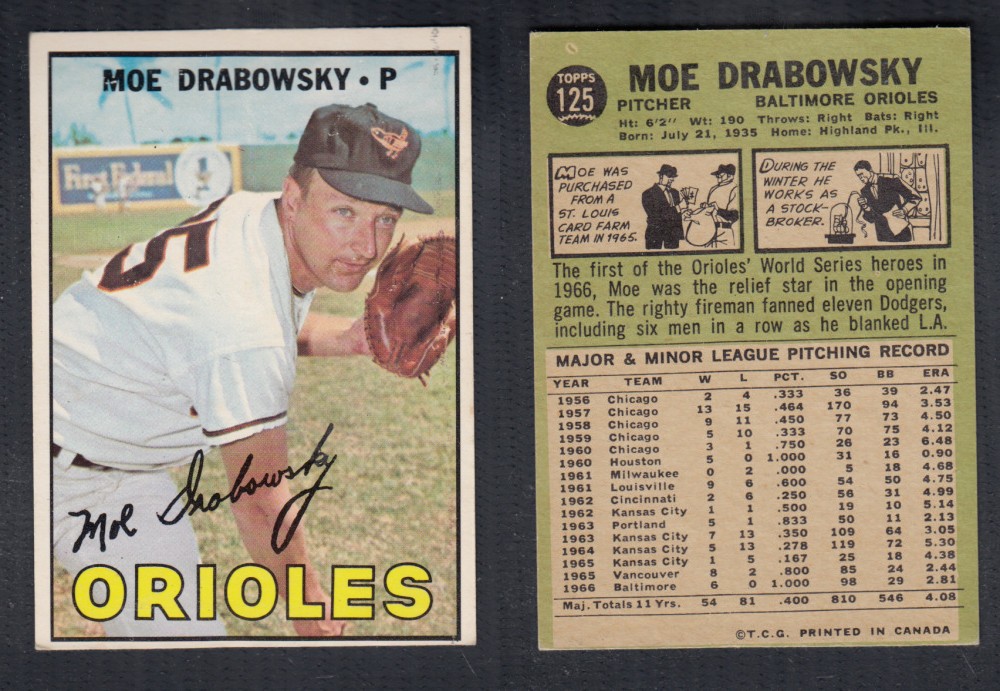 MOE DRABOWSKY • P
First Federal
5
Moe Drabowsky
ORIOLES
TOPPS
125
MOE DRABOWSKY
PITCHER BALTIMORE ORIOLES
Ht: 6'2" Wt: 190 Throws: Right Bats: Right
Born: July 21, 1935 Home: Highland Pk., Ill.
MOE WAS
PURCHASED
FROM A
ST. LOUIS
CARD FARM
TEAM IN 1965.
DURING THE
WINTER HE
WORKS AS
A STOCK-
BROKER.
The first of the Orioles' World Series heroes in
1966, Moe was the relief star in the opening
game. The righty fireman fanned eleven Dodgers,
including six men in a row as he blanked L.A.
MAJOR & MINOR LEAGUE PITCHING RECORD
YEAR TEAM W L PCT. SO BB ERA
1956 Chicago 2 4 .333 36 39 2.47
1957 Chicago 13 15 .464 170 94 3.53
1958 Chicago 9 11 .450 77 73 4.50
1959 Chicago 5 10 .333 70 75 4.12
1960 Chicago 3 1 .750 26 23 6.48
1960 Houston 5 0 1.000 31 16 0.90
1961 Milwaukee 0 2 .000 5 18 4.68
1961 Louisville 9 6 .600 54 50 4.75
1962 Cincinnati 2 6 .250 56 31 4.99
1962 Kansas City 1 1 .500 19 10 5.14
1963 Portland 5 1 .833 50 11 2.13
1963 Kansas City 7 13 .350 109 64 3.05
1964 Kansas City 5 13 .278 119 72 5.30
1965 Kansas City 1 5 .167 25 18 4.38
1965 Vancouver 8 2 .800 85 24 2.44
1966 Baltimore 6 0 1.000 98 29 2.81
Maj. Totals 11 Yrs. 54 81 .400 810 546 4.08
©T.C.G. PRINTED IN CANADA